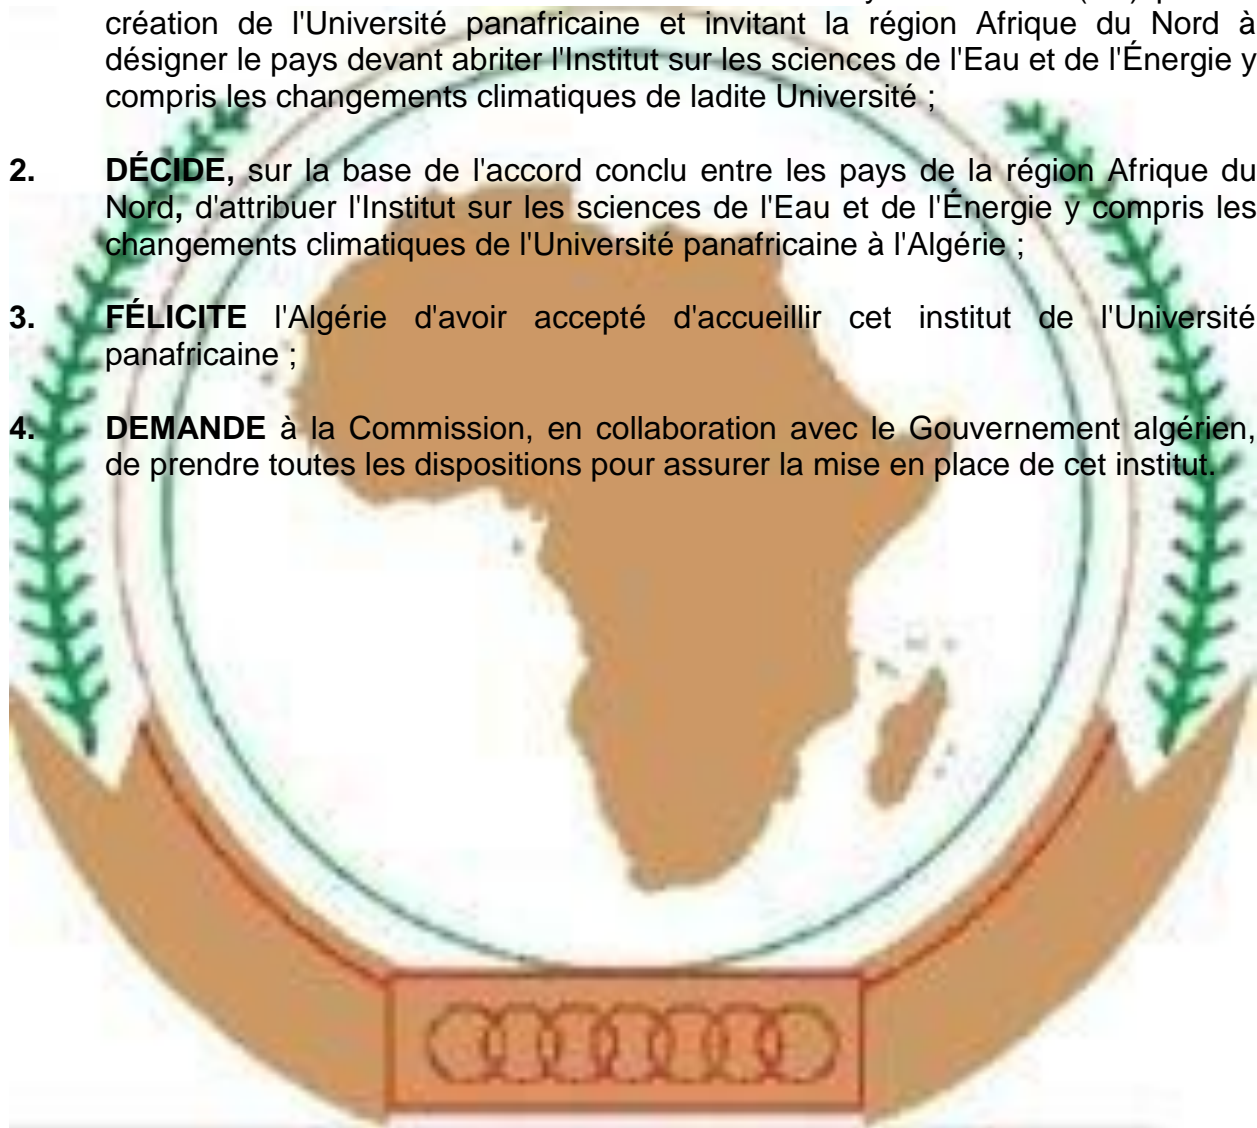 création de l'Université panafricaine et invitant la région Afrique du Nord à
désigner le pays devant abriter l'Institut sur les sciences de l'Eau et de l'Énergie y
compris les changements climatiques de ladite Université ;
2. DÉCIDE, sur la base de l'accord conclu entre les pays de la région Afrique du
Nord, d'attribuer l'Institut sur les sciences de l'Eau et de l'Énergie y compris les
changements climatiques de l'Université panafricaine à l'Algérie ;
3. FÉLICITE l'Algérie d'avoir accepté d'accueillir cet institut de l'Université
panafricaine ;
4. DEMANDE à la Commission, en collaboration avec le Gouvernement algérien,
de prendre toutes les dispositions pour assurer la mise en place de cet institut.